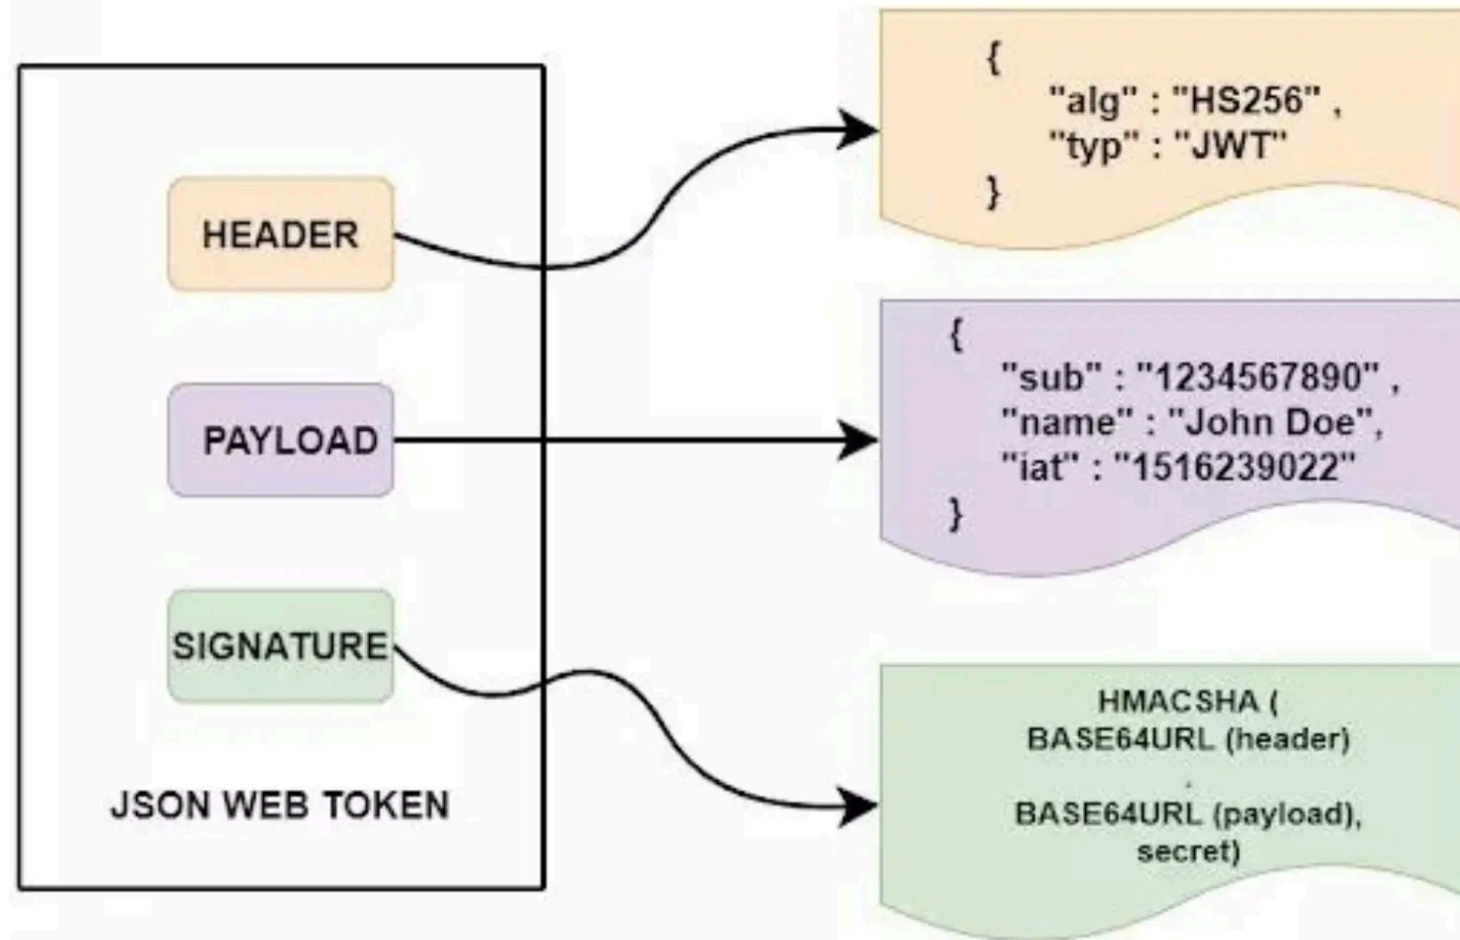 HEADER
PAYLOAD
SIGNATURE
JSON WEB TOKEN
{
"alg" : "HS256" ,
"typ" : "JWT"
}
{
"sub" : "1234567890" ,
"name" : "John Doe",
"iat" : "1516239022"
}
HMACSHA (
BASE64URL (header)
.
BASE64URL (payload),
secret)